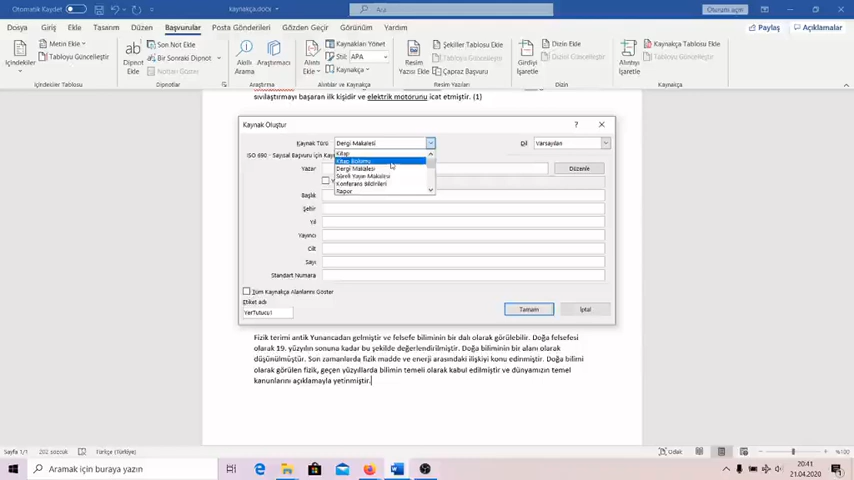 Otomatik Kaydet
kaynakça.docx
Ara
Oturum açın
Dosya Giriş Ekle Tasarım Düzen Başvurular Posta Gönderileri Gözden Geçir Görünüm Yardım
Paylaş Açıklamalar
İçindekiler
Metin Ekle
Tabloyu Güncelleştir
İçindekiler Tablosu
Dipnot Ekle
Son Not Ekle
Bir Sonraki Dipnot
Notları Göster
Dipnotlar
Akıllı Arama
Araştırmacı
Araştırma
Alıntı Ekle
Kaynakları Yönet
Stil: APA
Kaynakça
Alıntılar ve Kaynakça
Resim Yazısı Ekle
Şekiller Tablosu Ekle
Tabloyu Güncelleştir
Çapraz Başvuru
Resim Yazıları
Girdiyi İşaretle
Dizin Ekle
Dizini Güncelleştir
Dizin
Alıntıyı İşaretle
Kaynakça Tablosu Ekle
Tabloyu Güncelleştir
Kaynakça
sıvılaştırmayı başaran ilk kişidir ve elektrik motorunu icat etmiştir. (1)
Kaynak Oluştur
Kaynak Türü Dergi Makalesi
Dil Varsayılan
Kitap
Kitap Bölümü
Dergi Makalesi
Süreli Yayın Makalesi
Konferans Bildirileri
Rapor
ISO 690 - Sayısal Başvuru için
Yazar
Düzenle
Başlık
Şehir
Yıl
Yayıncı
Cilt
Sayı
Standart Numara
Tüm Kaynakça Alanlarını Göster
Etiket adı
YerTutucu1
Tamam
İptal
Fizik terimi antik Yunancadan gelmiştir ve felsefe biliminin bir dalı olarak görülebilir. Doğa felsefesi
olarak 19. yüzyılın sonuna kadar bu şekilde değerlendirilmiştir. Doğa biliminin bir alanı olarak
düşünülmüştür. Son zamanlarda fizik madde ve enerji arasındaki ilişkiyi konu edinmiştir. Doğa bilimi
olarak görülen fizik, geçen yüzyıllarda bilimin temeli olarak kabul edilmiştir ve dünyamızın temel
kanunlarını açıklamayla yetinmiştir.
Sayfa 1/1 202 sözcük Türkçe (Türkiye)
Odak
%100
Aramak için buraya yazın
20:41
21.04.2020